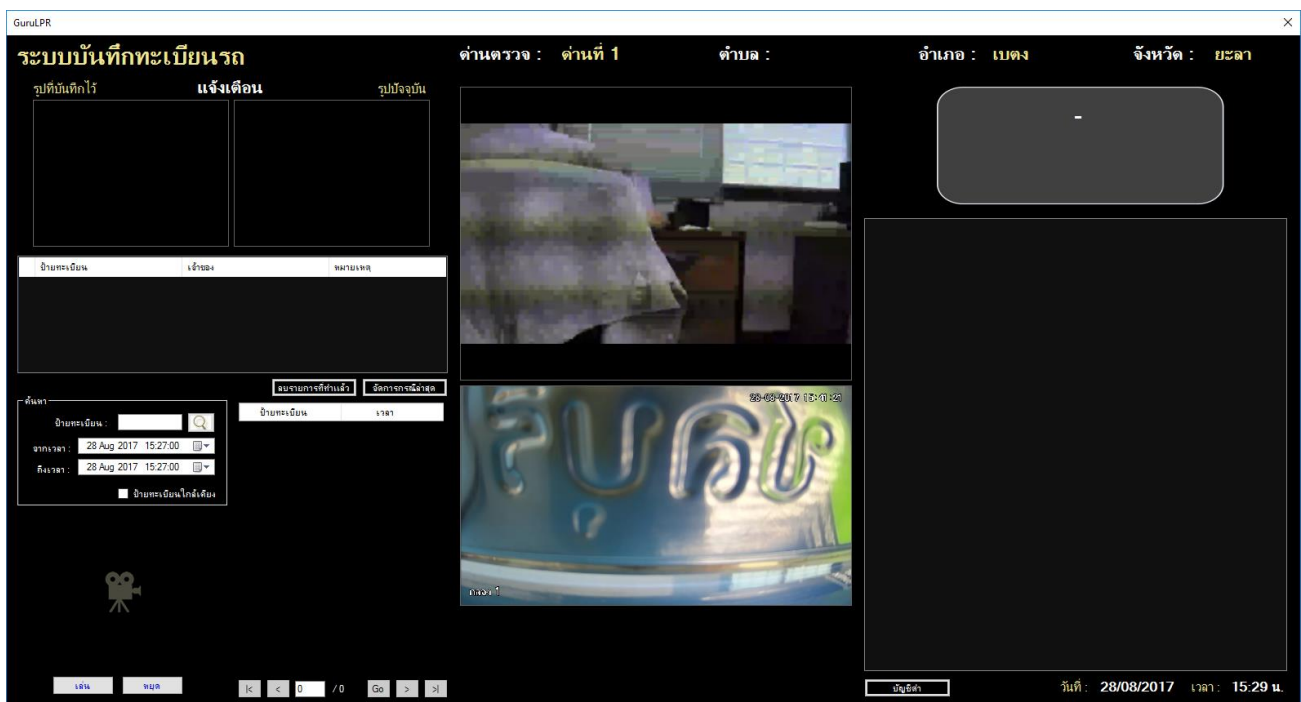 GuruLPR
ระบบบันทึกทะเบียนรถ
ด่านตรวจ : ด่านที่ 1 ตำบล : อำเภอ : เบตง จังหวัด : ยะลา
รูปที่บันทึกไว้ แจ้งเตือน รูปปัจจุบัน
-
ป้ายทะเบียน เจ้าของ หมายเหตุ
ลบรายการที่ทำแล้ว จัดการกรณีล่าสุด
ค้นหา
ป้ายทะเบียน :
จากเวลา : 28 Aug 2017 15:27:00
ถึงเวลา : 28 Aug 2017 15:27:00
ป้ายทะเบียนใกล้เคียง
ป้ายทะเบียน เวลา
28-08-2017
กล้อง 1
เล่น หยุด
|< < 0 / 0 Go > >|
บัญชีดำ
วันที่ : 28/08/2017 เวลา : 15:29 น.